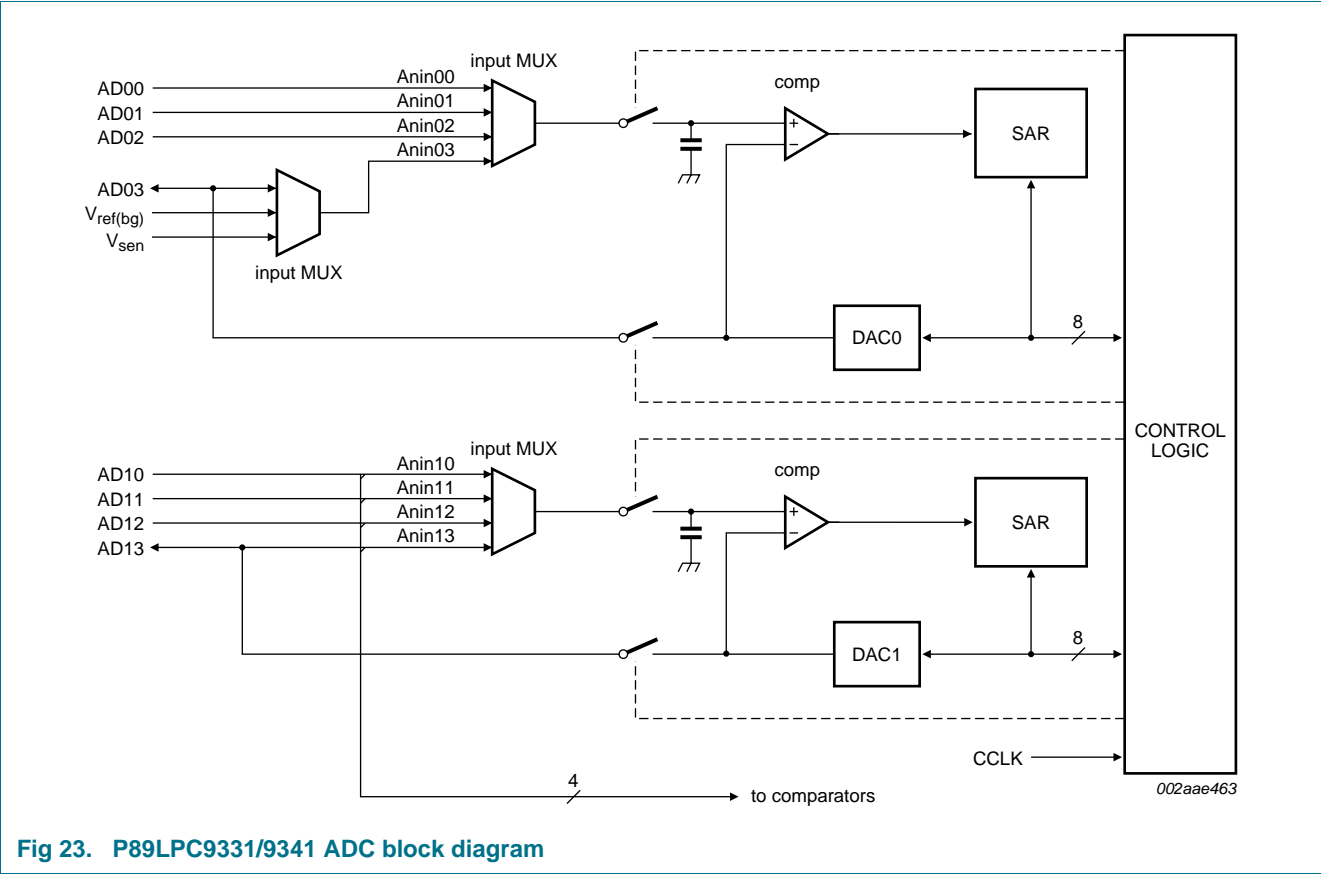 input MUX
AD00
Anin00
AD01
Anin01
AD02
Anin02
Anin03
comp
+
−
SAR
AD03
Vref(bg)
Vsen
input MUX
DAC0
8
CONTROL
LOGIC
input MUX
AD10
Anin10
AD11
Anin11
AD12
Anin12
AD13
Anin13
comp
+
−
SAR
DAC1
8
CCLK
4
to comparators
002aae463
Fig 23. P89LPC9331/9341 ADC block diagram